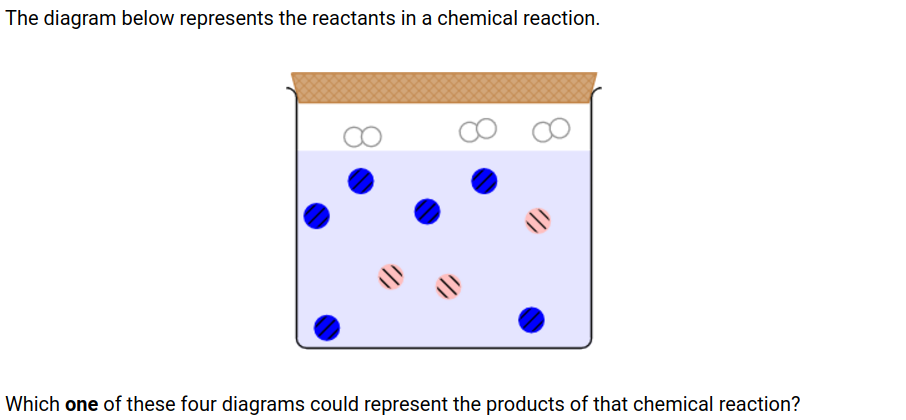 The diagram below represents the reactants in a chemical reaction.
Which one of these four diagrams could represent the products of that chemical reaction?